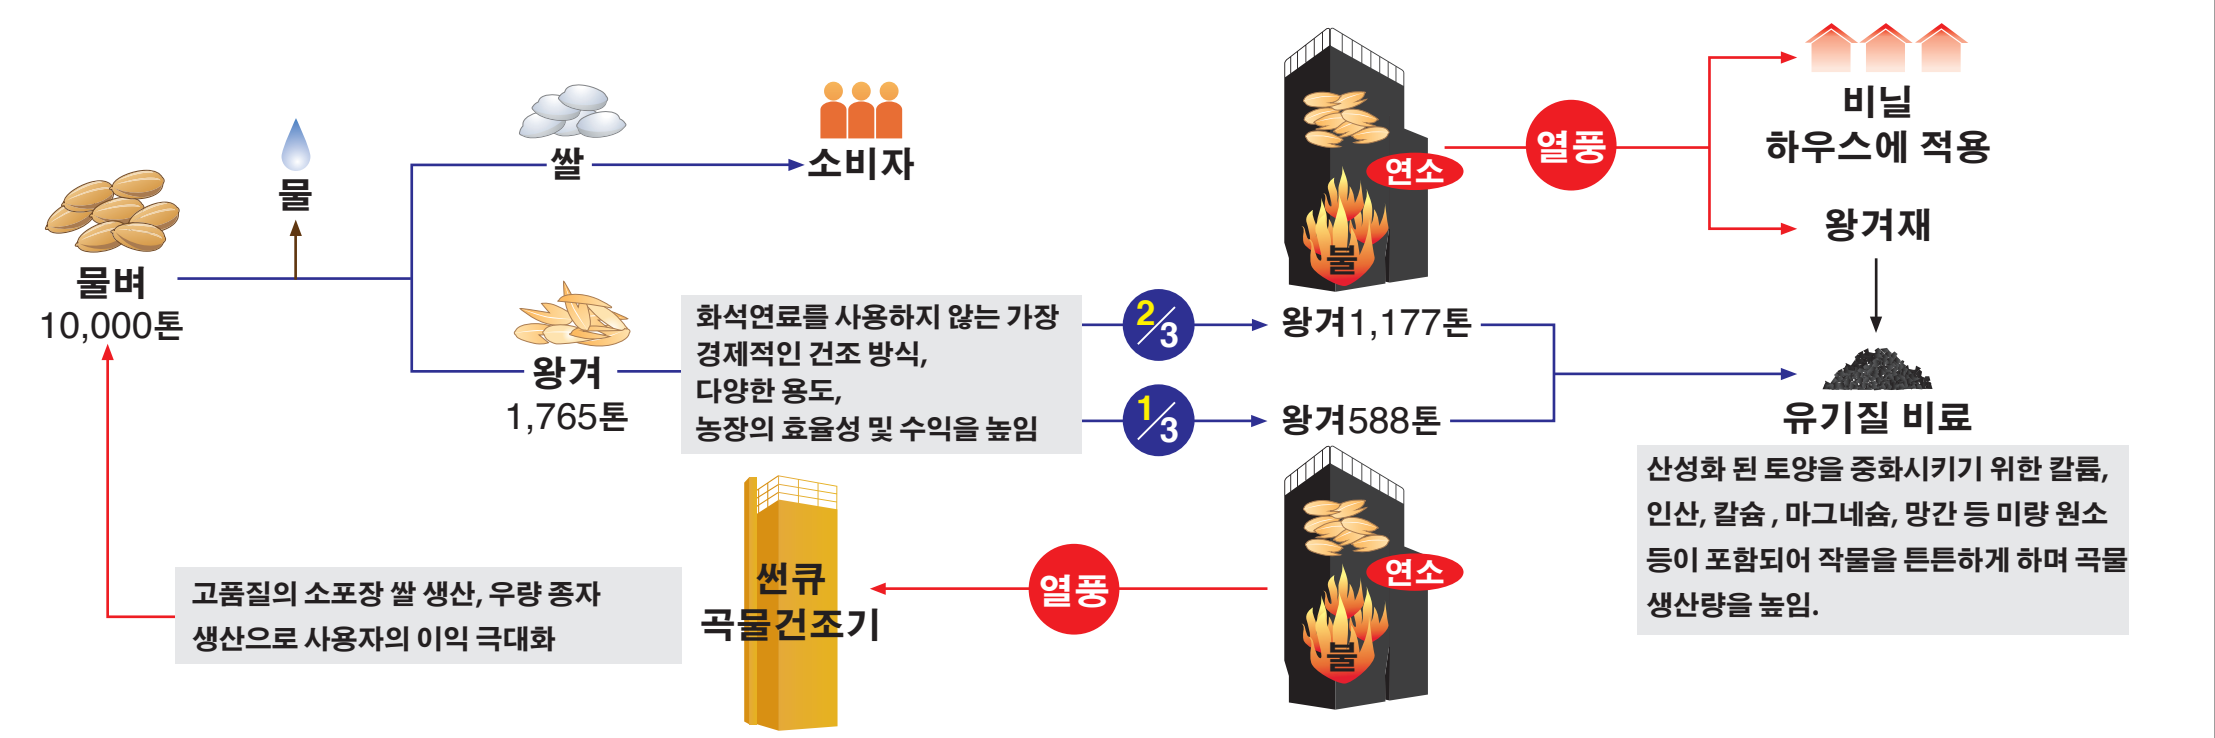 물벼
10,000톤
물
쌀
소비자
왕겨
1,765톤
화석연료를 사용하지 않는 가장
경제적인 건조 방식,
다양한 용도,
농장의 효율성 및 수익을 높임
2/3
1/3
연소
불
왕겨1,177톤
왕겨588톤
열풍
비닐
하우스에 적용
왕겨재
유기질 비료
산성화 된 토양을 중화시키기 위한 칼륨,
인산, 칼슘 , 마그네슘, 망간 등 미량 원소
등이 포함되어 작물을 튼튼하게 하며 곡물
생산량을 높임.
연소
불
열풍
썬큐
곡물건조기
고품질의 소포장 쌀 생산, 우량 종자
생산으로 사용자의 이익 극대화